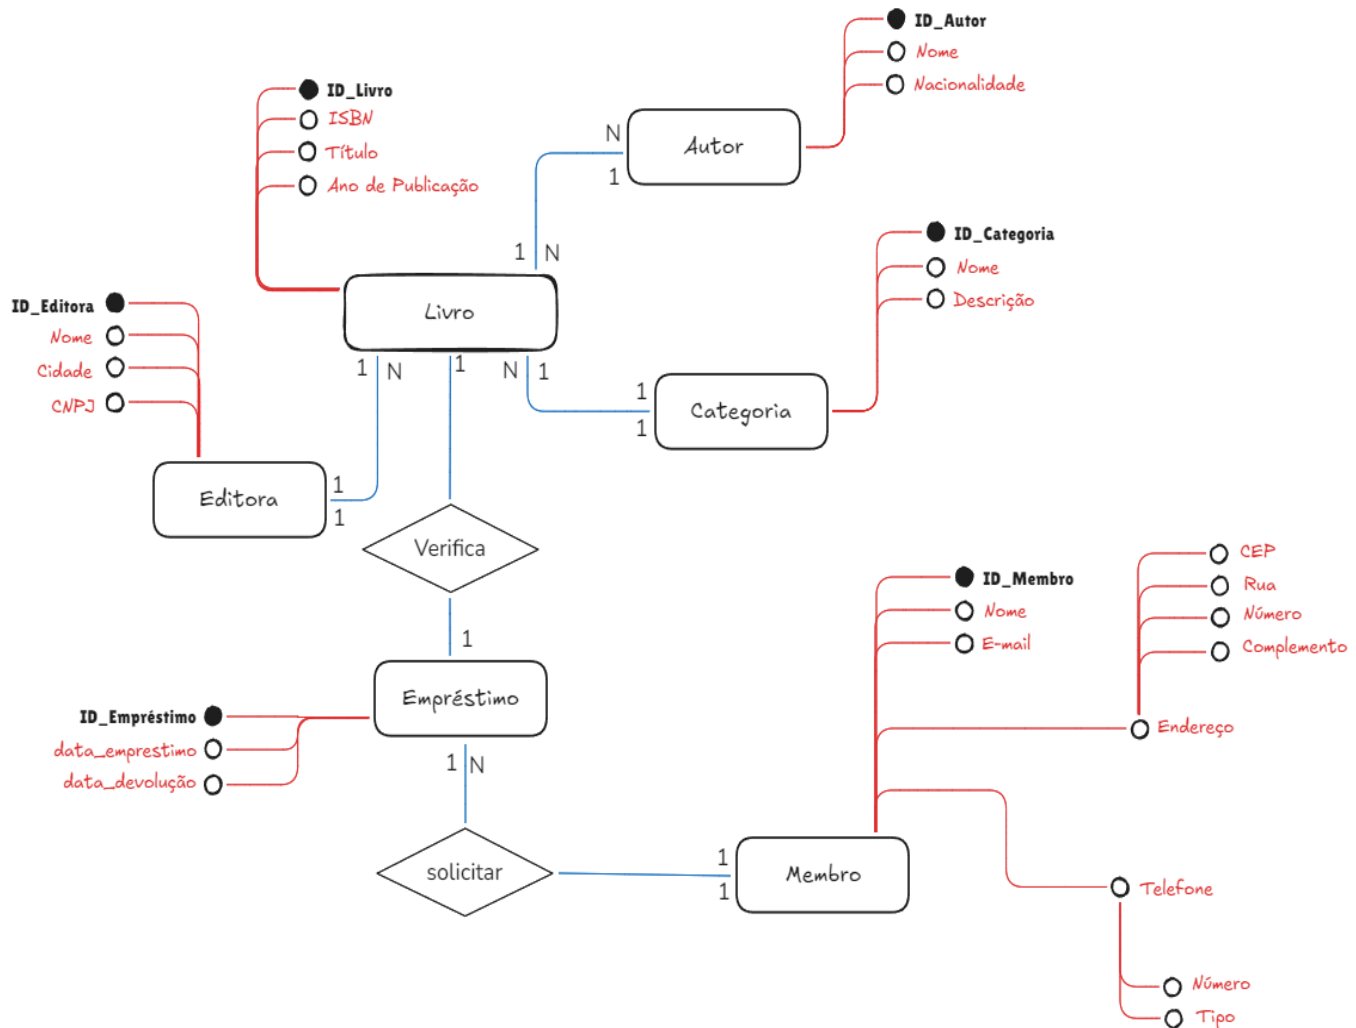 ID_Autor
Nome
Nacionalidade
N
Autor
1
ID_Livro
ISBN
Título
Ano de Publicação
1 N
Livro
1 N
1
N 1
ID_Categoria
Nome
Descrição
1
Categoria
1
ID_Editora
Nome
Cidade
CNPJ
1
Editora
1
Verifica
1
Empréstimo
ID_Empréstimo
data_emprestimo
data_devolução
1 N
solicitar
1
Membro
1
ID_Membro
Nome
E-mail
CEP
Rua
Número
Complemento
Endereço
Telefone
Número
Tipo